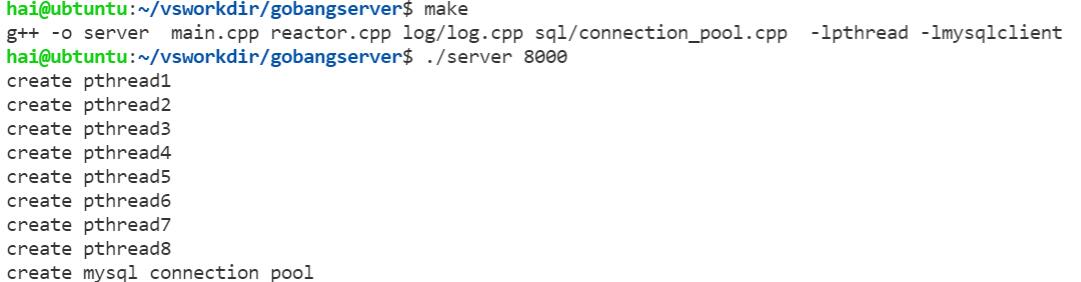 hai@ubtuntu:~/vsworkdir/gobangserver$ make
g++ -o server  main.cpp reactor.cpp log/log.cpp sql/connection_pool.cpp  -lpthread -lmysqlclient
hai@ubtuntu:~/vsworkdir/gobangserver$ ./server 8000
create pthread1
create pthread2
create pthread3
create pthread4
create pthread5
create pthread6
create pthread7
create pthread8
create mysql connection pool